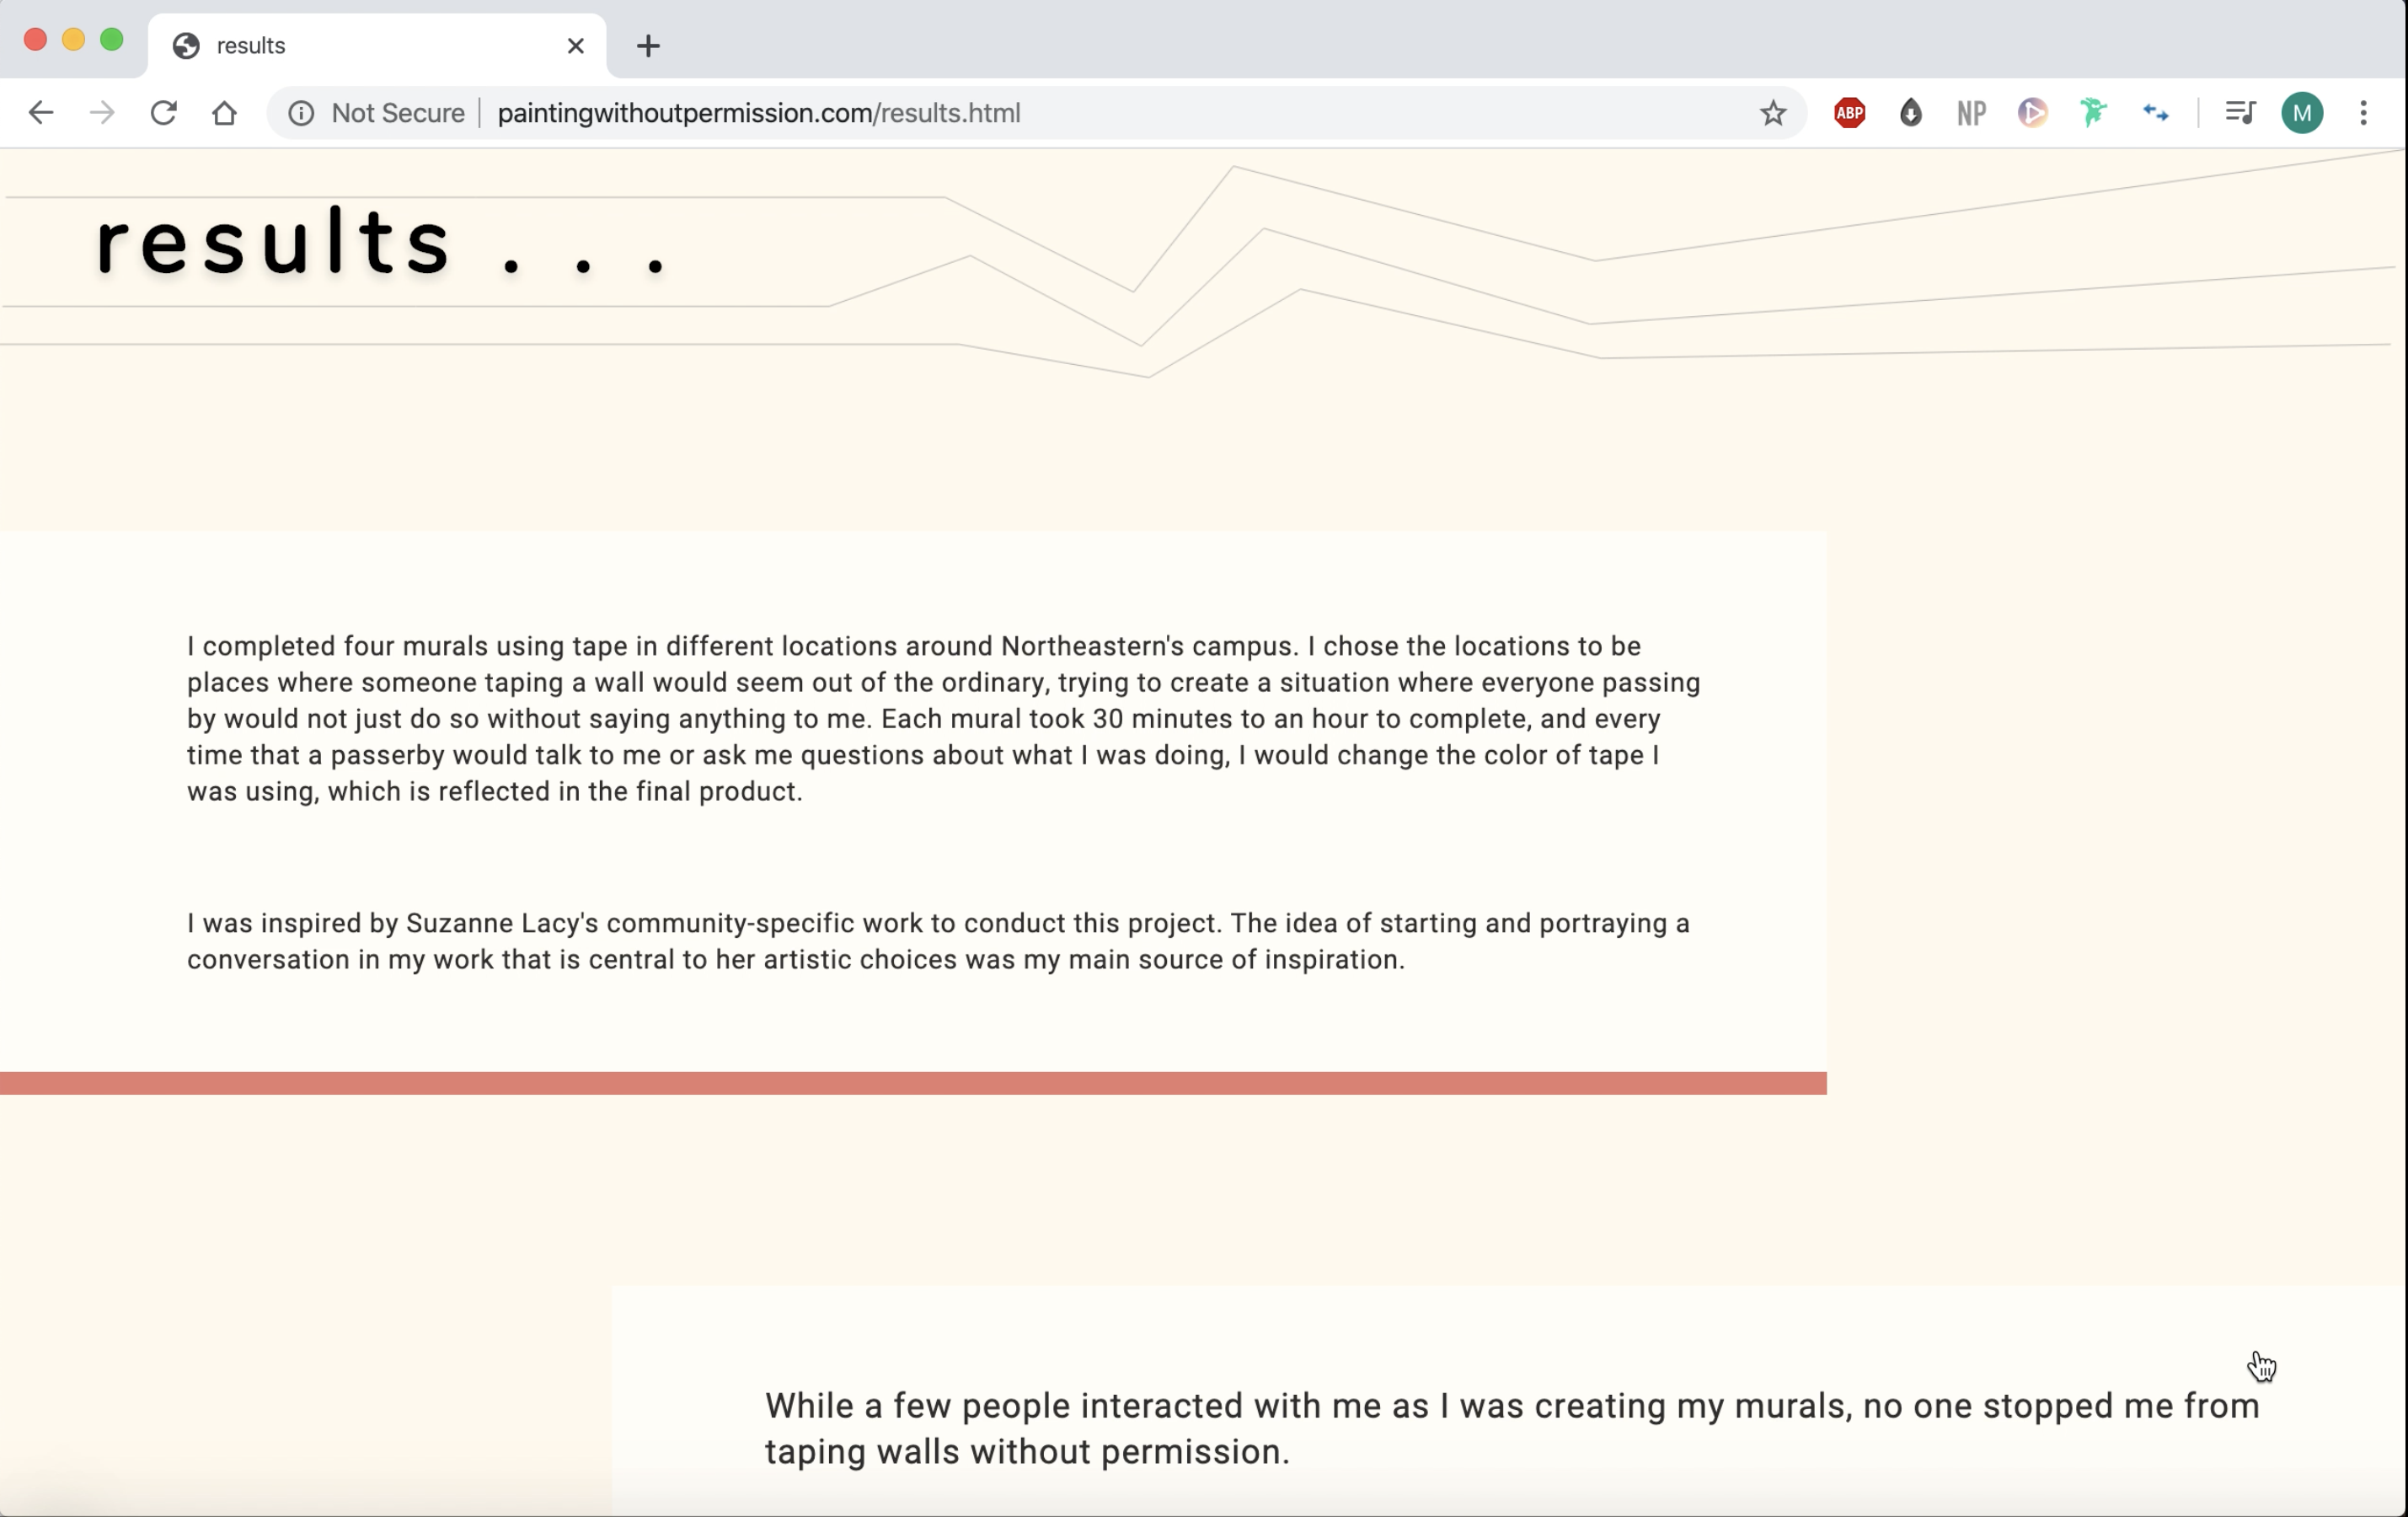 results
Not Secure
paintingwithoutpermission.com/results.html
ABP
NP
M
results . . .
I completed four murals using tape in different locations around Northeastern's campus. I chose the locations to be
places where someone taping a wall would seem out of the ordinary, trying to create a situation where everyone passing
by would not just do so without saying anything to me. Each mural took 30 minutes to an hour to complete, and every
time that a passerby would talk to me or ask me questions about what I was doing, I would change the color of tape I
was using, which is reflected in the final product.
I was inspired by Suzanne Lacy's community-specific work to conduct this project. The idea of starting and portraying a
conversation in my work that is central to her artistic choices was my main source of inspiration.
While a few people interacted with me as I was creating my murals, no one stopped me from
taping walls without permission.